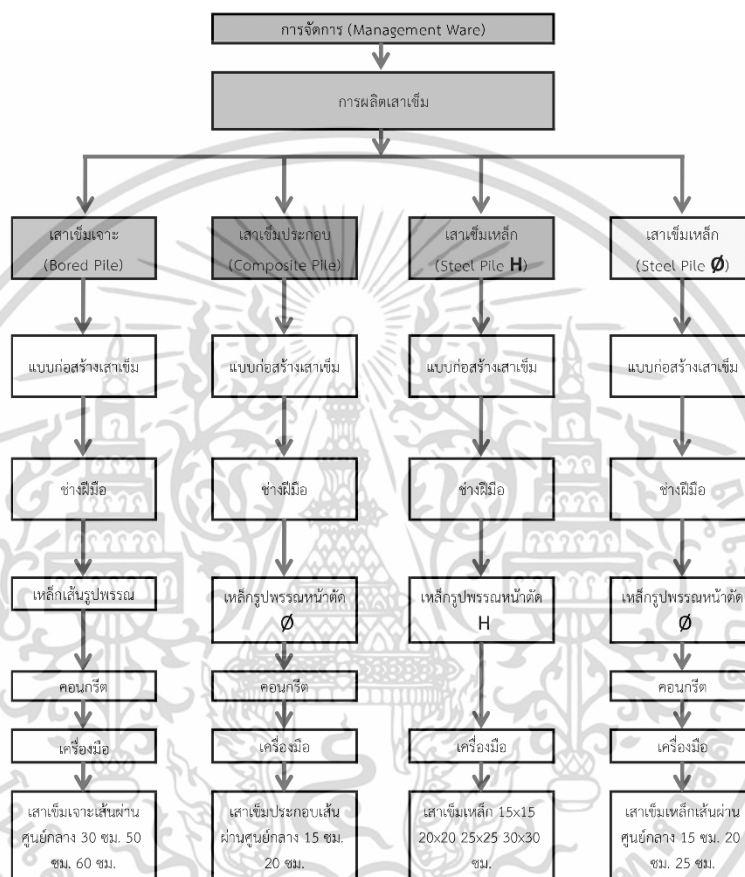 การจัดการ (Management Ware)
การผลิตเสาเข็ม
เสาเข็มเจาะ
(Bored Pile)
เสาเข็มประกอบ
(Composite Pile)
เสาเข็มเหล็ก
(Steel Pile H)
เสาเข็มเหล็ก
(Steel Pile Ø)
แบบก่อสร้างเสาเข็ม
แบบก่อสร้างเสาเข็ม
แบบก่อสร้างเสาเข็ม
แบบก่อสร้างเสาเข็ม
ช่างฝีมือ
ช่างฝีมือ
ช่างฝีมือ
ช่างฝีมือ
เหล็กเส้นรูปพรรณ
เหล็กรูปพรรณหน้าตัด
Ø
เหล็กรูปพรรณหน้าตัด
H
เหล็กรูปพรรณหน้าตัด
Ø
คอนกรีต
คอนกรีต
คอนกรีต
เครื่องมือ
เครื่องมือ
เครื่องมือ
เครื่องมือ
เสาเข็มเจาะเส้นผ่าน
ศูนย์กลาง 30 ซม. 50
ซม. 60 ซม.
เสาเข็มประกอบเส้น
ผ่านศูนย์กลาง 15 ซม.
20 ซม.
เสาเข็มเหล็ก 15x15
20x20 25x25 30x30
ซม.
เสาเข็มเหล็กเส้นผ่าน
ศูนย์กลาง 15 ซม. 20
ซม. 25 ซม.